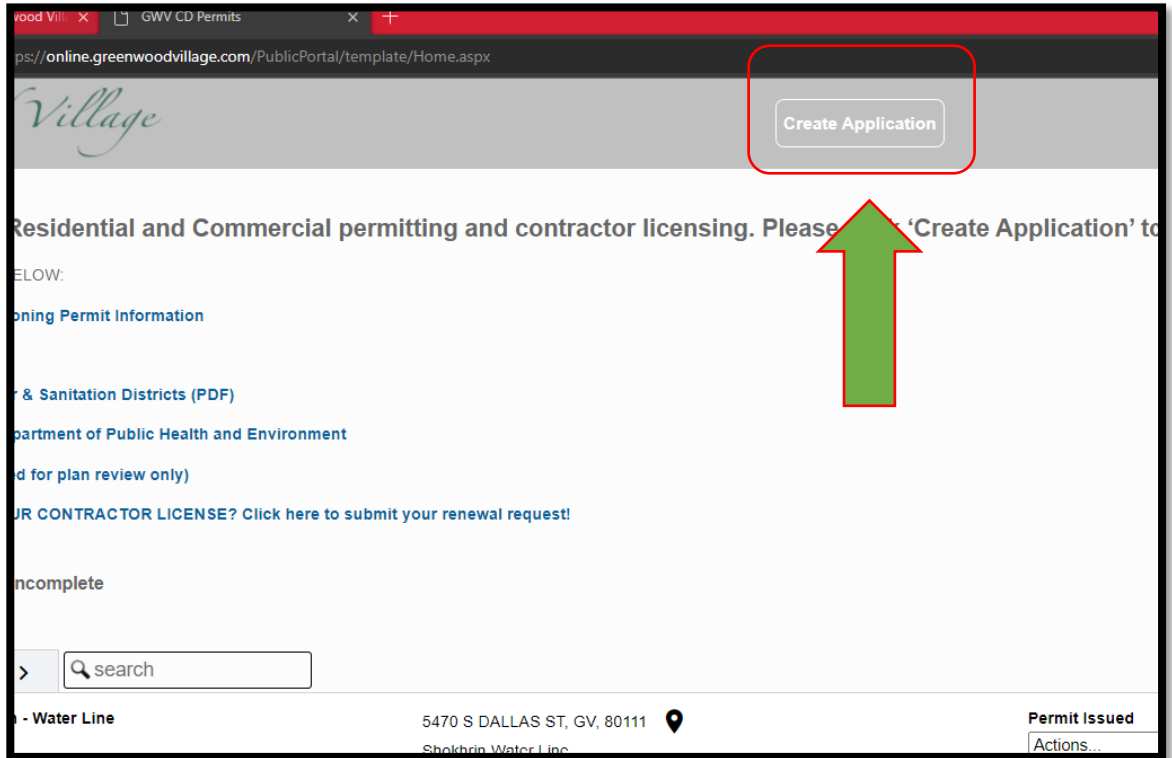 wood Vill
GWV CD Permits
ps://online.greenwoodvillage.com/PublicPortal/template/Home.aspx
Village
Create Application
Residential and Commercial permitting and contractor licensing. Please 'Create Application' to
ELOW:
oning Permit Information
r & Sanitation Districts (PDF)
partment of Public Health and Environment
d for plan review only)
UR CONTRACTOR LICENSE? Click here to submit your renewal request!
ncomplete
search
n - Water Line
5470 S DALLAS ST, GV, 80111
Permit Issued
Shokhrin Water Line
Actions...